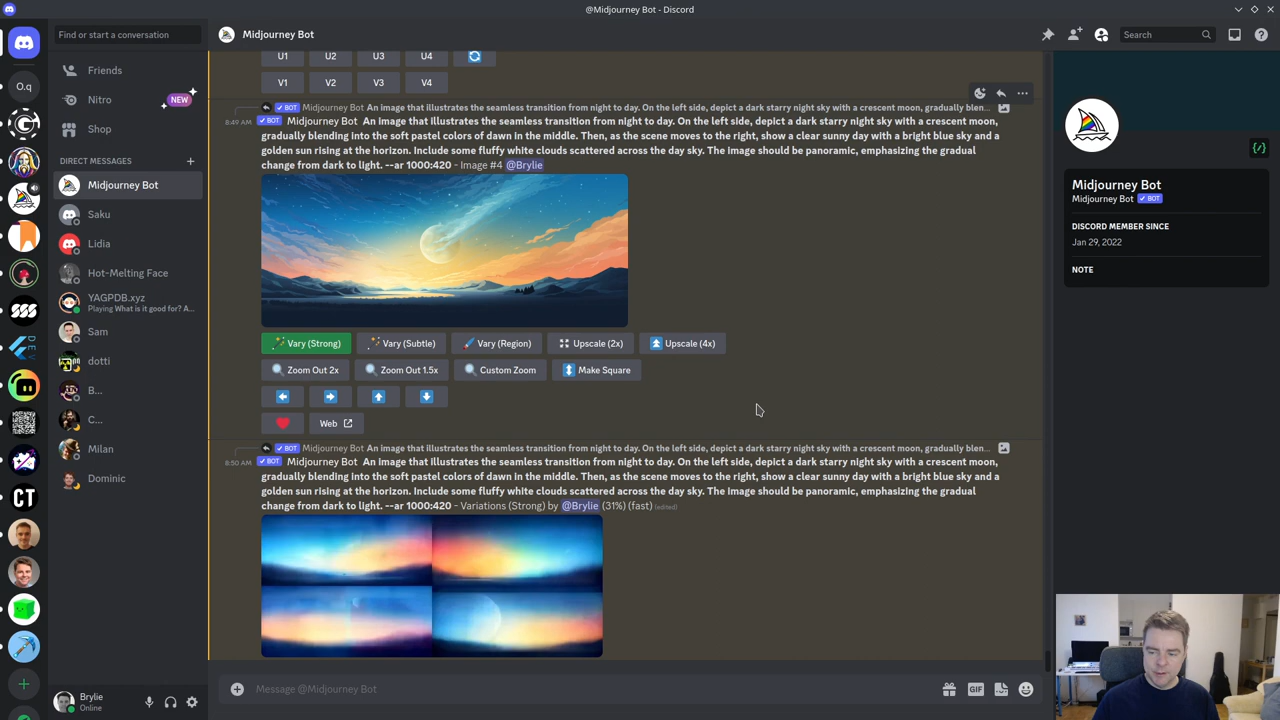 @Midjourney Bot - Discord
Find or start a conversation
Midjourney Bot
Search
Friends
Nitro
NEW
Shop
DIRECT MESSAGES
Midjourney Bot
Saku
Lidia
Hot-Melting Face
YAGPDB.xyz
Playing What is it good for? A...
Sam
dotti
B...
C...
Milan
Dominic
Brylie
Online
O.q
DEV
CT
U1 U2 U3 U4
V1 V2 V3 V4
BOT Midjourney Bot An image that illustrates the seamless transition from night to day. On the left side, depict a dark starry night sky with a crescent moon, gradually blen...
8:49 AM BOT Midjourney Bot An image that illustrates the seamless transition from night to day. On the left side, depict a dark starry night sky with a crescent moon,
gradually blending into the soft pastel colors of dawn in the middle. Then, as the scene moves to the right, show a clear sunny day with a bright blue sky and a
golden sun rising at the horizon. Include some fluffy white clouds scattered across the day sky. The image should be panoramic, emphasizing the gradual
change from dark to light. --ar 1000:420 - Image #4 @Brylie
Vary (Strong) Vary (Subtle) Vary (Region) Upscale (2x) Upscale (4x)
Zoom Out 2x Zoom Out 1.5x Custom Zoom Make Square
Web
BOT Midjourney Bot An image that illustrates the seamless transition from night to day. On the left side, depict a dark starry night sky with a crescent moon, gradually blen...
8:50 AM BOT Midjourney Bot An image that illustrates the seamless transition from night to day. On the left side, depict a dark starry night sky with a crescent moon,
gradually blending into the soft pastel colors of dawn in the middle. Then, as the scene moves to the right, show a clear sunny day with a bright blue sky and a
golden sun rising at the horizon. Include some fluffy white clouds scattered across the day sky. The image should be panoramic, emphasizing the gradual
change from dark to light. --ar 1000:420 - Variations (Strong) by @Brylie (31%) (fast) (edited)
Message @Midjourney Bot
GIF
Midjourney Bot
Midjourney Bot BOT
DISCORD MEMBER SINCE
Jan 29, 2022
NOTE